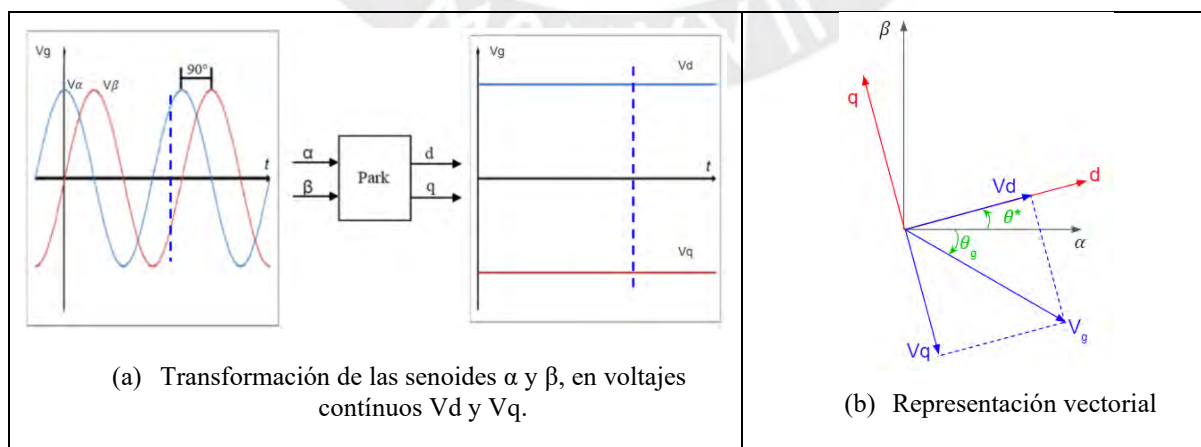 Vg
Vα
Vβ
90°
t
α
β
Park
d
q
Vg
Vd
t
Vq
(a) Transformación de las senoides α y β, en voltajes
contínuos Vd y Vq.
β
q
Vd
d
θ*
α
θg
Vq
Vg
(b) Representación vectorial